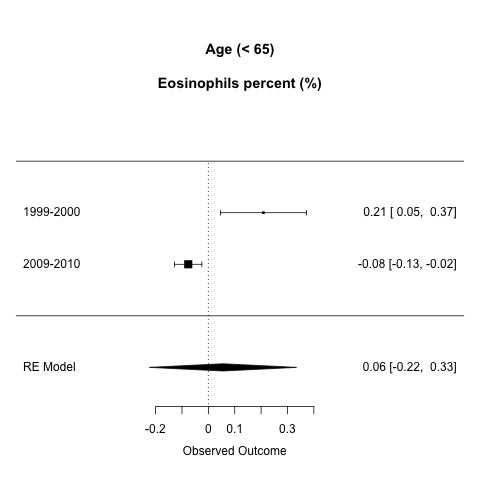 Age (< 65)
Eosinophils percent (%)
1999-2000 0.21 [ 0.05, 0.37]
2009-2010 -0.08 [-0.13, -0.02]
RE Model 0.06 [-0.22, 0.33]
-0.2 0 0.1 0.3
Observed Outcome